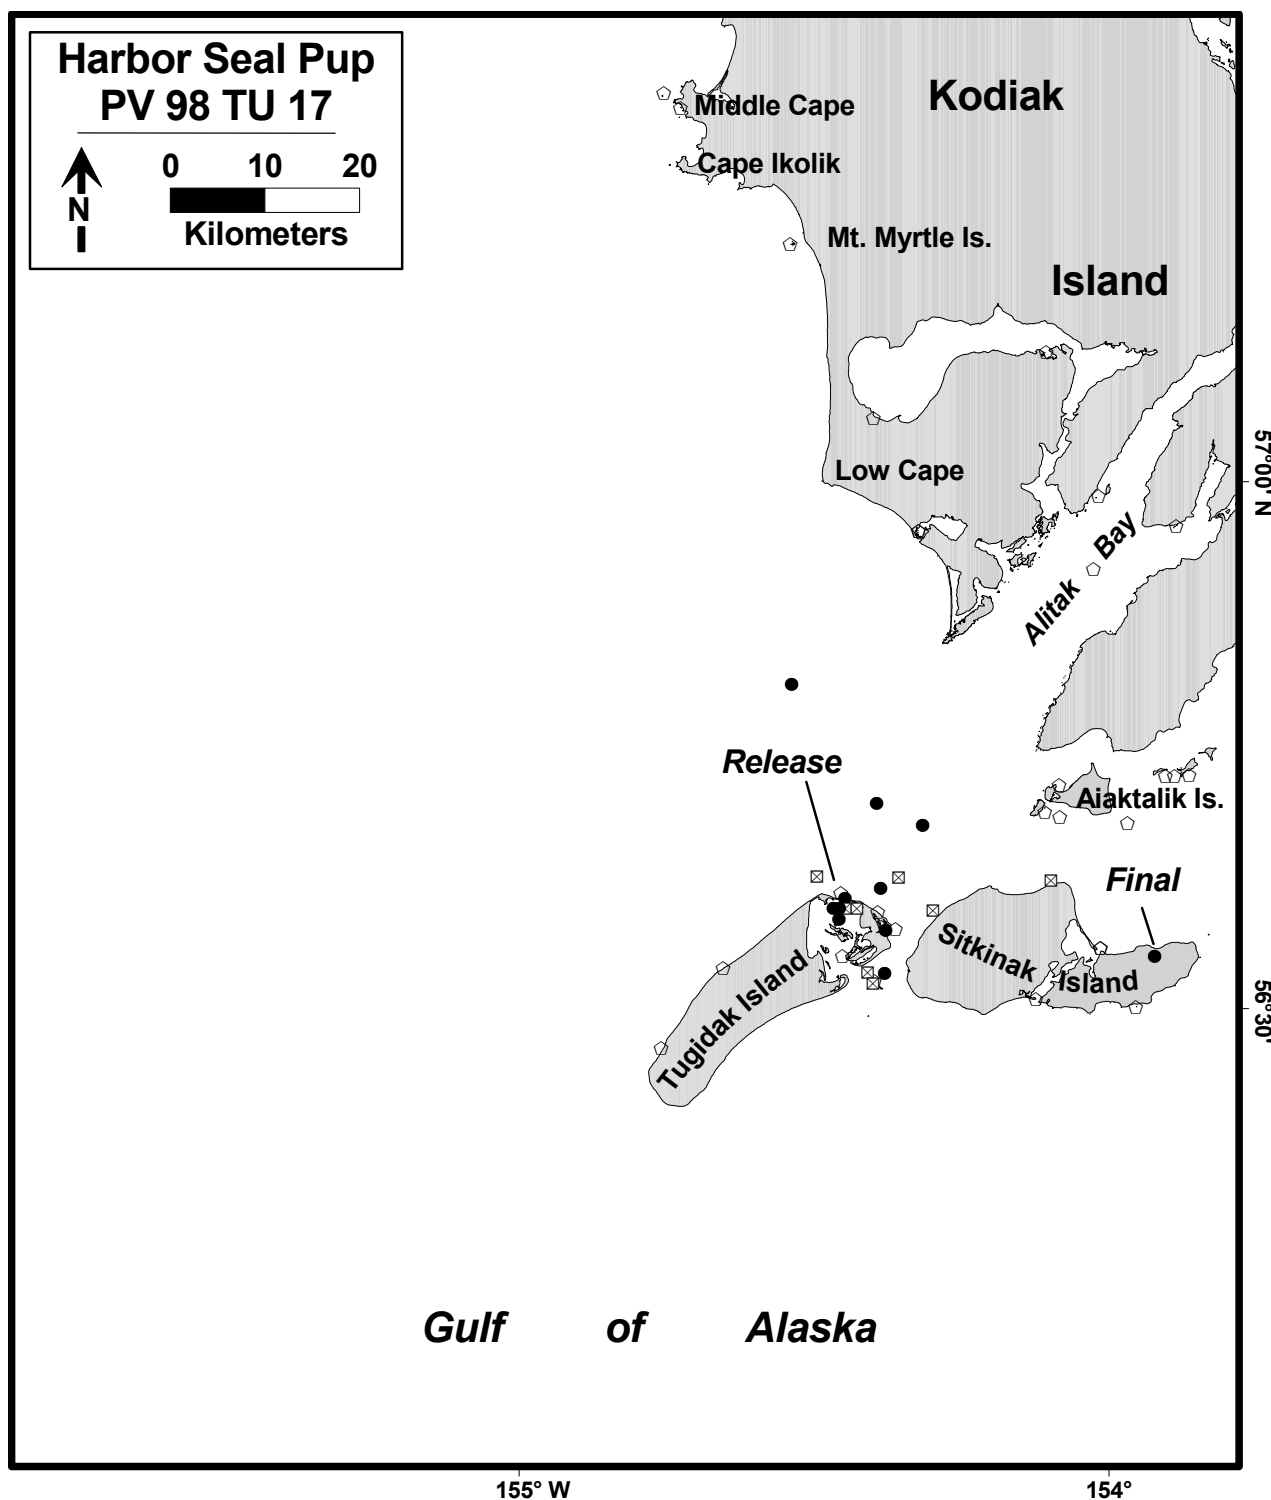 Harbor Seal Pup
PV 98 TU 17
0 10 20
N
Kilometers
Kodiak
Middle Cape
Cape Ikolik
Mt. Myrtle Is.
Island
Low Cape
57°00' N
Alitak Bay
Release
Aiaktalik Is.
Final
Sitkinak
Island
Tugidak Island
56°30'
Gulf of Alaska
155° W
154°